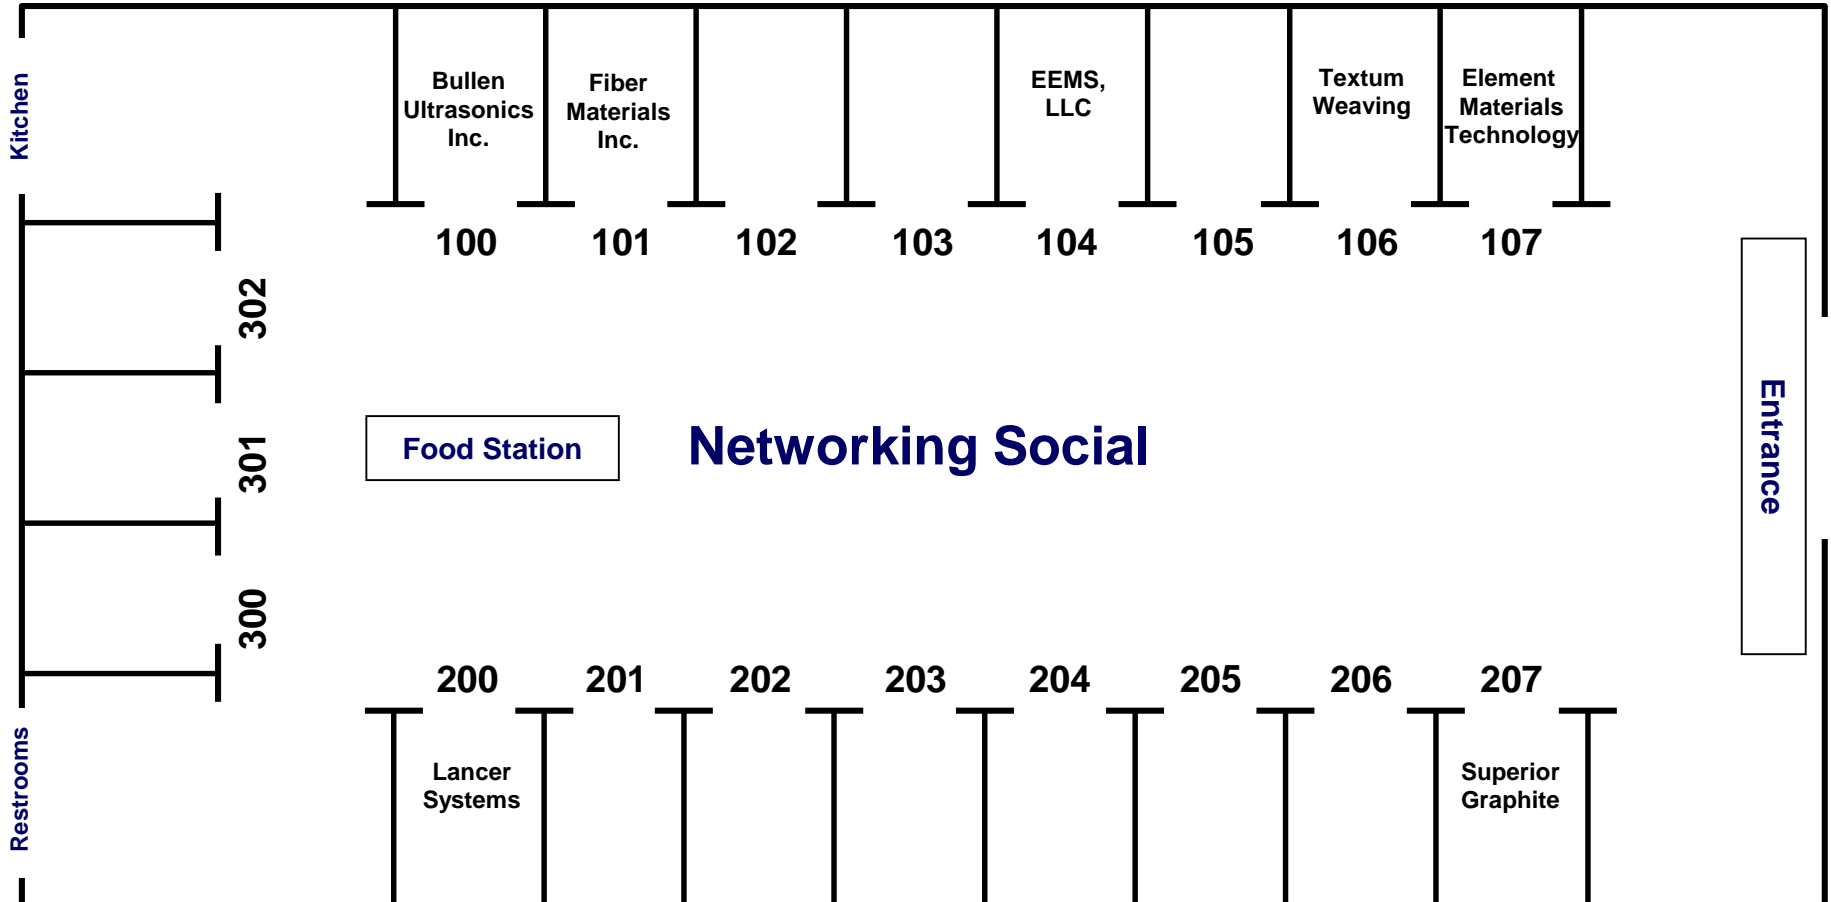 Kitchen
Bullen
Ultrasonics
Inc.
Fiber
Materials
Inc.
EEMS,
LLC
Textum
Weaving
Element
Materials
Technology
100
101
102
103
104
105
106
107
302
301
300
Food Station
Networking Social
Entrance
200
201
202
203
204
205
206
207
Restrooms
Lancer
Systems
Superior
Graphite